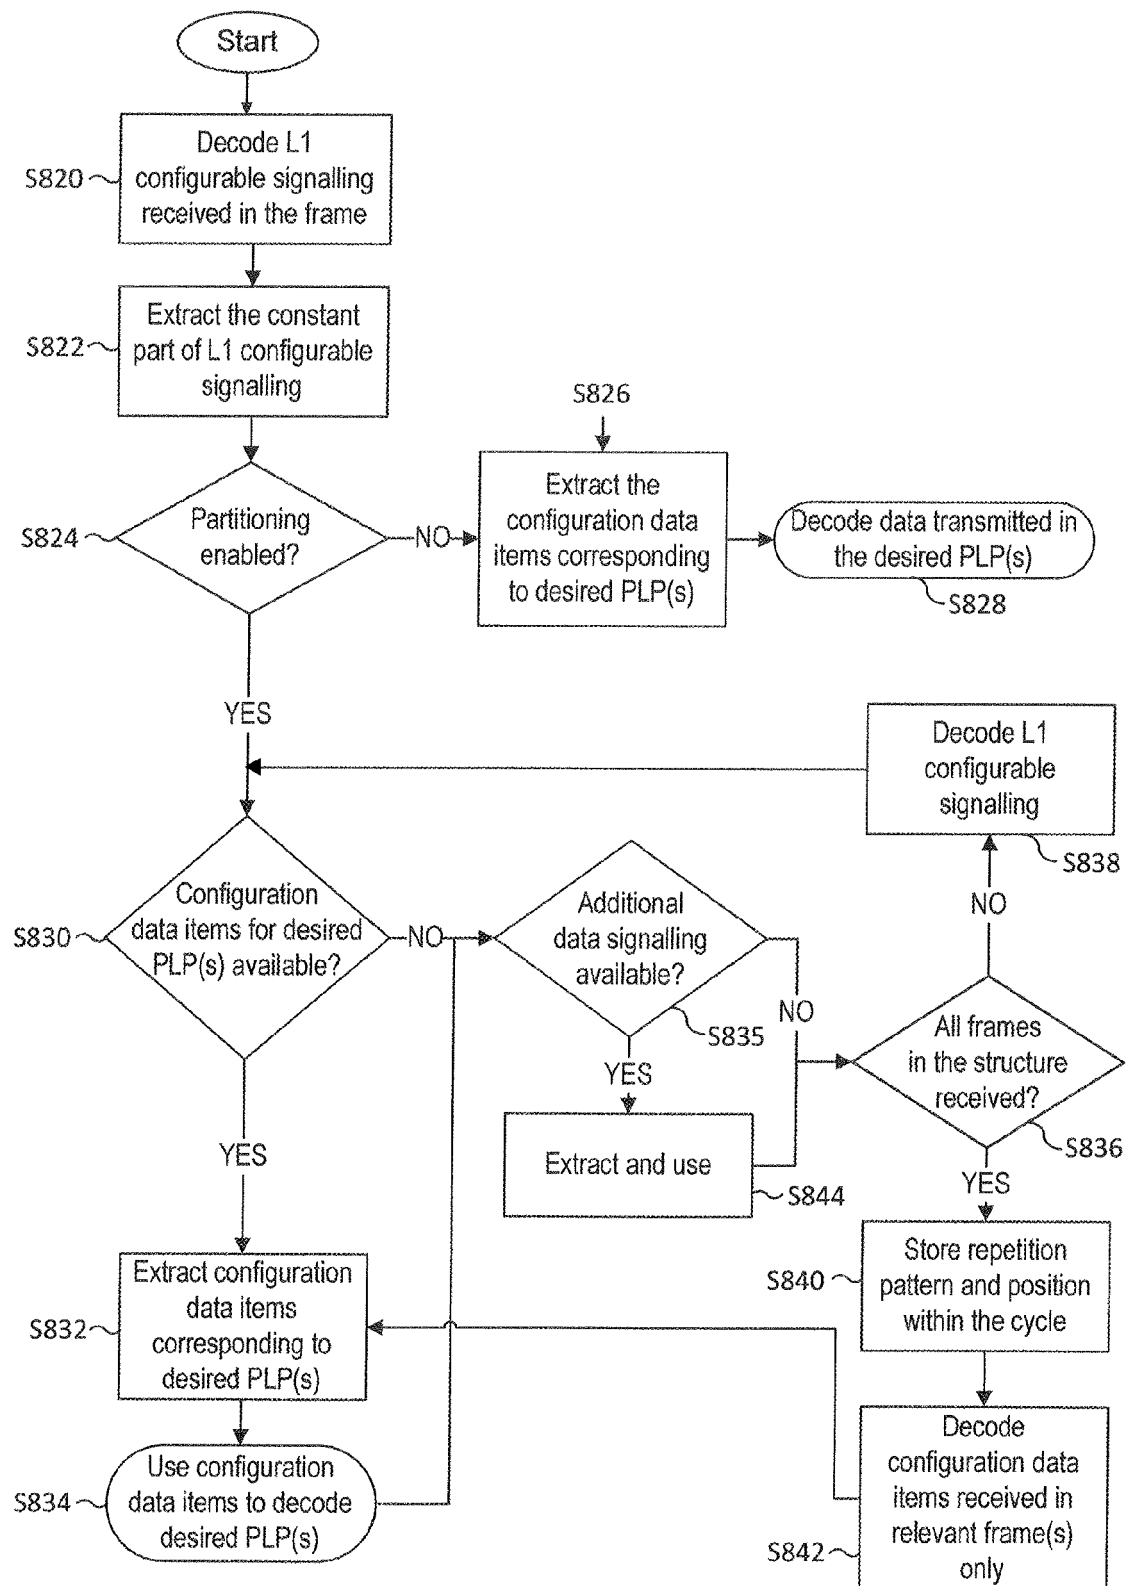 Start
Decode L1
configurable signalling
received in the frame
S820
Extract the constant
part of L1 configurable
signalling
S822
Partitioning
enabled?
S824
NO
S826
Extract the
configuration data
items corresponding
to desired PLP(s)
Decode data transmitted in
the desired PLP(s)
S828
YES
Decode L1
configurable
signalling
S838
NO
Configuration
data items for desired
PLP(s) available?
S830
NO
Additional
data signalling
available?
S835
NO
YES
Extract and use
S844
All frames
in the structure
received?
S836
YES
YES
Store repetition
pattern and position
within the cycle
S840
Extract configuration
data items
corresponding to
desired PLP(s)
S832
Use configuration
data items to decode
desired PLP(s)
S834
Decode
configuration data
items received in
relevant frame(s)
only
S842